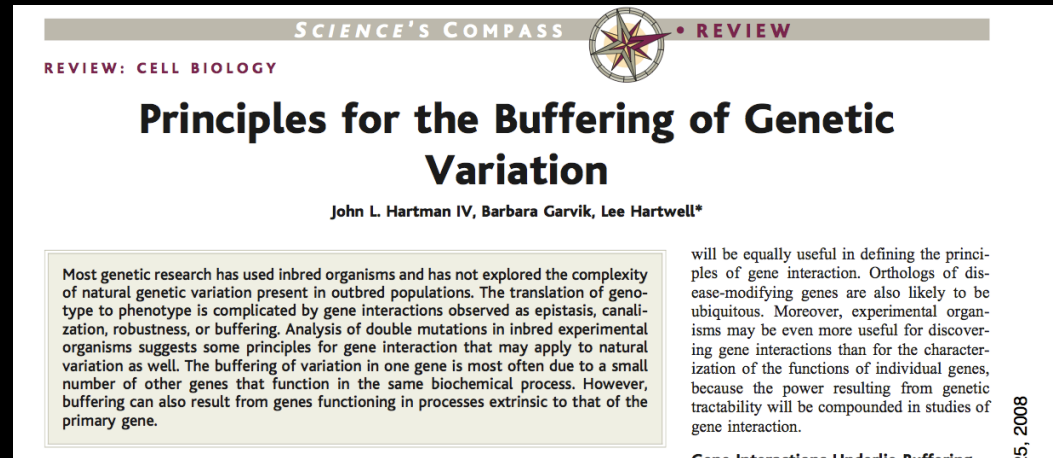 SCIENCE'S COMPASS • REVIEW
REVIEW: CELL BIOLOGY
Principles for the Buffering of Genetic
Variation
John L. Hartman IV, Barbara Garvik, Lee Hartwell*
Most genetic research has used inbred organisms and has not explored the complexity
of natural genetic variation present in outbred populations. The translation of geno-
type to phenotype is complicated by gene interactions observed as epistasis, canali-
zation, robustness, or buffering. Analysis of double mutations in inbred experimental
organisms suggests some principles for gene interaction that may apply to natural
variation as well. The buffering of variation in one gene is most often due to a small
number of other genes that function in the same biochemical process. However,
buffering can also result from genes functioning in processes extrinsic to that of the
primary gene.
will be equally useful in defining the princi-
ples of gene interaction. Orthologs of dis-
ease-modifying genes are also likely to be
ubiquitous. Moreover, experimental organ-
isms may be even more useful for discover-
ing gene interactions than for the character-
ization of the functions of individual genes,
because the power resulting from genetic
tractability will be compounded in studies of
gene interaction.
Gene Interactions Underlie Buffering
5, 2008